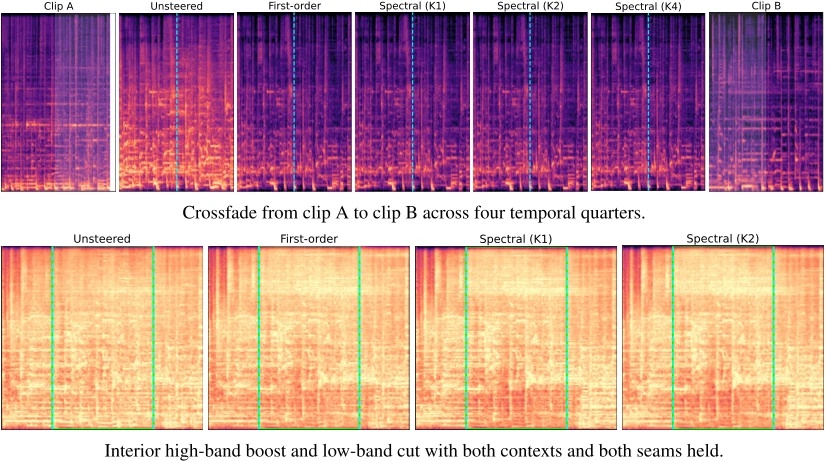 Clip A Unsteered First-order Spectral (K1) Spectral (K2) Spectral (K4) Clip B
Crossfade from clip A to clip B across four temporal quarters.
Unsteered First-order Spectral (K1) Spectral (K2)
Interior high-band boost and low-band cut with both contexts and both seams held.